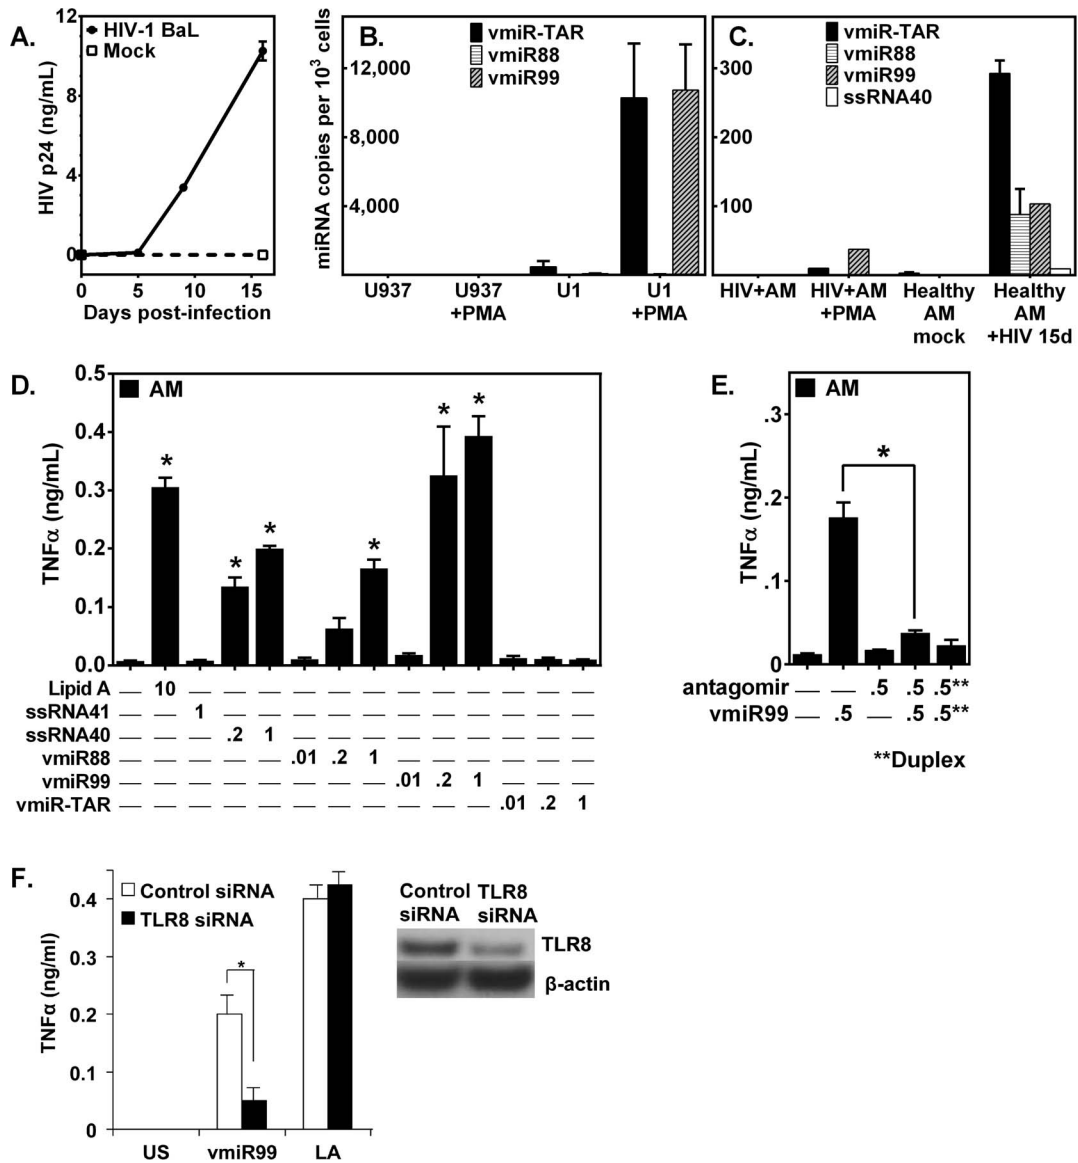 A.
12
8
4
0
HIV p24 (ng/mL)
HIV-1 BaL
Mock
0 5 10 15
Days post-infection
B.
miRNA copies per 10³ cells
12,000
8,000
4,000
vmiR-TAR
vmiR88
vmiR99
U937 U937 U1 U1
+PMA +PMA
C.
300
200
100
vmiR-TAR
vmiR88
vmiR99
ssRNA40
HIV+AM HIV+AM Healthy Healthy
+PMA AM AM
mock +HIV 15d
D.
TNFα (ng/mL)
0.5
0.4
0.3
0.2
0.1
0.0
AM
* * * * * *
Lipid A — 10 — — — — — — — — — — — —
ssRNA41 — — 1 — — — — — — — — — — —
ssRNA40 — — — .2 1 — — — — — — — — —
vmiR88 — — — — — .01 .2 1 — — — — — —
vmiR99 — — — — — — — — .01 .2 1 — — —
vmiR-TAR — — — — — — — — — — — .01 .2 1
E.
TNFα (ng/mL)
.3
.2
.1
0
AM
*
antagomir — — .5 .5 .5**
vmiR99 — .5 — .5 .5**
**Duplex
F.
TNFα (ng/ml)
0.4
0.3
0.2
0.1
0
Control siRNA
TLR8 siRNA
*
US vmiR99 LA
Control TLR8
siRNA siRNA
TLR8
β-actin